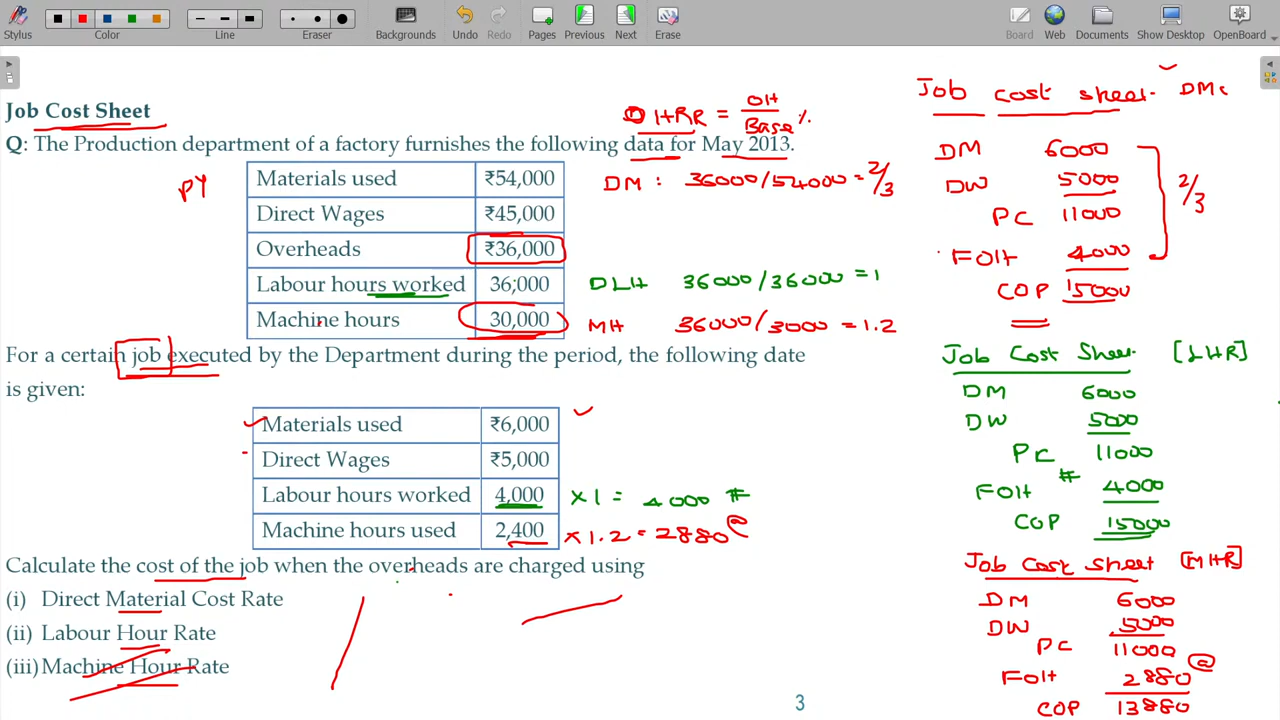 Stylus
Color
Line
Eraser
Backgrounds
Undo
Redo
Pages
Previous
Next
Erase
Board
Web
Documents
Show Desktop
OpenBoard
Job Cost Sheet
Q: The Production department of a factory furnishes the following data for May 2013.
OHRR = OH / Base %
PY
Materials used ₹54,000
Direct Wages ₹45,000
Overheads ₹36,000
Labour hours worked 36,000
Machine hours 30,000
DM : 36000/54000 = 2/3
DLH 36000/36000 = 1
MH 36000/3000 = 1.2
For a certain job executed by the Department during the period, the following date
is given:
Materials used ₹6,000
Direct Wages ₹5,000
Labour hours worked 4,000 × 1 = 4000 #
Machine hours used 2,400 × 1.2 = 2880 @
Calculate the cost of the job when the overheads are charged using
(i) Direct Material Cost Rate
(ii) Labour Hour Rate
(iii) Machine Hour Rate
3
Job cost sheet - DMC
DM 6000
DW 5000
PC 11000
FOH 4000
COP 15000
2/3
Job Cost Sheet [LHR]
DM 6000
DW 5000
PC 11000
FOH # 4000
COP 15000
Job Cost sheet [MHR]
DM 6000
DW 5000
PC 11000
FOH 2880 @
COP 13880